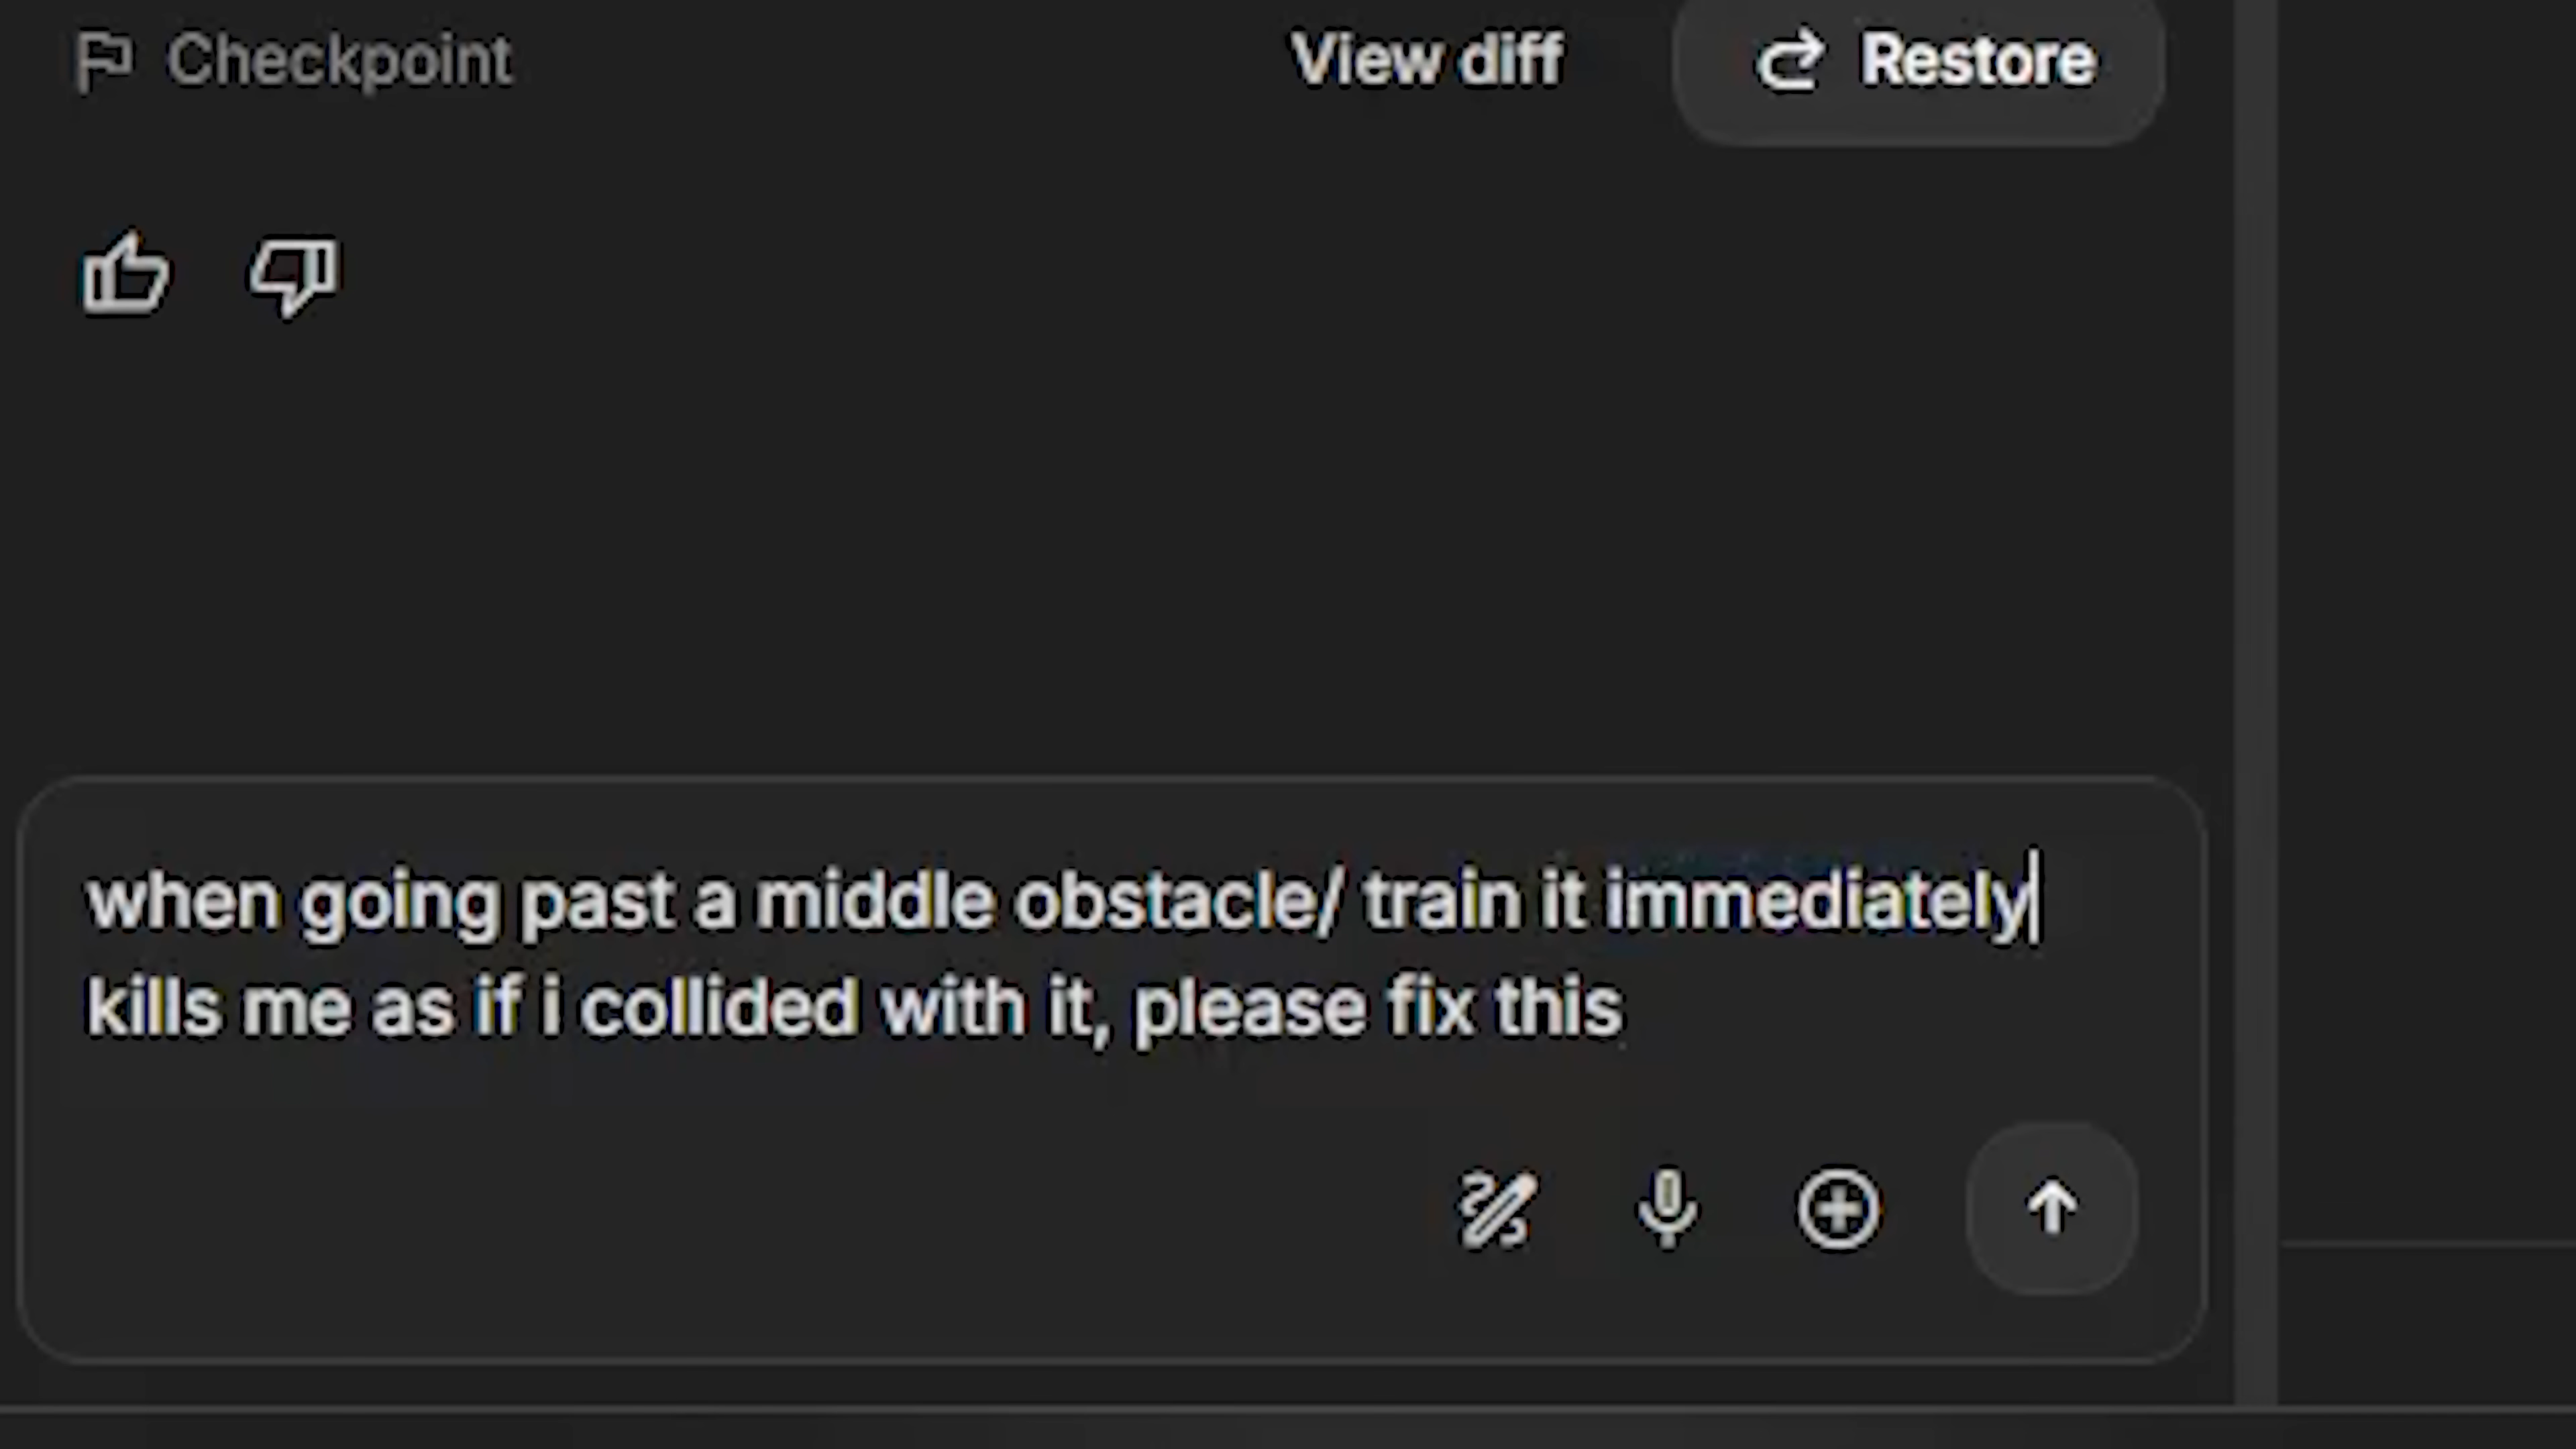 Checkpoint View diff Restore
when going past a middle obstacle/ train it immediately
kills me as if i collided with it, please fix this